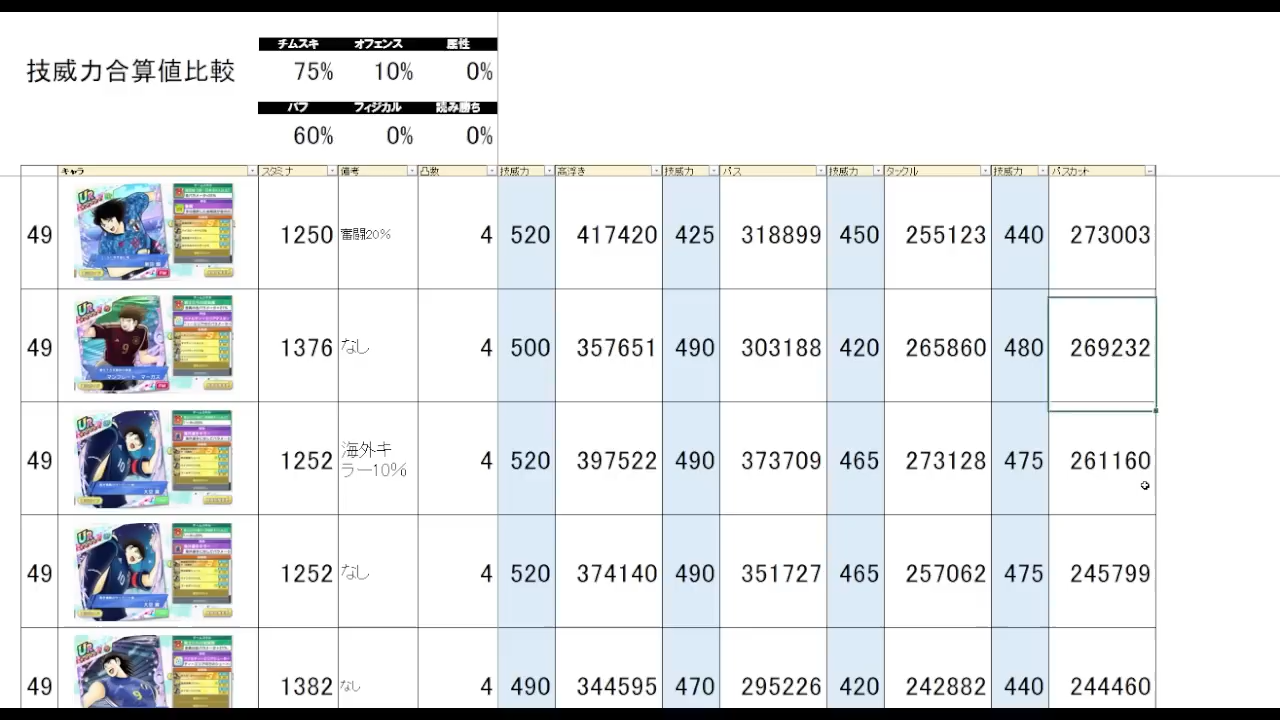 チムスキ オフェンス 属性
技威力合算値比較 75% 10% 0%
バフ フィジカル 読み勝ち
60% 0% 0%
キャラ スタミナ 備考 凸数 技威力 高浮き 技威力 パス 技威力 タックル 技威力 パスカット
49 1250 奮闘20% 4 520 417420 425 318899 450 255123 440 273003
49 1376 なし 4 500 357651 490 303188 420 265860 480 269232
49 1252 海外キラー10% 4 520 397522 490 373709 465 273128 475 261160
49 1252 なし 4 520 374140 490 351727 465 257062 475 245799
49 1382 なし 4 490 344595 470 295226 420 242882 440 244460